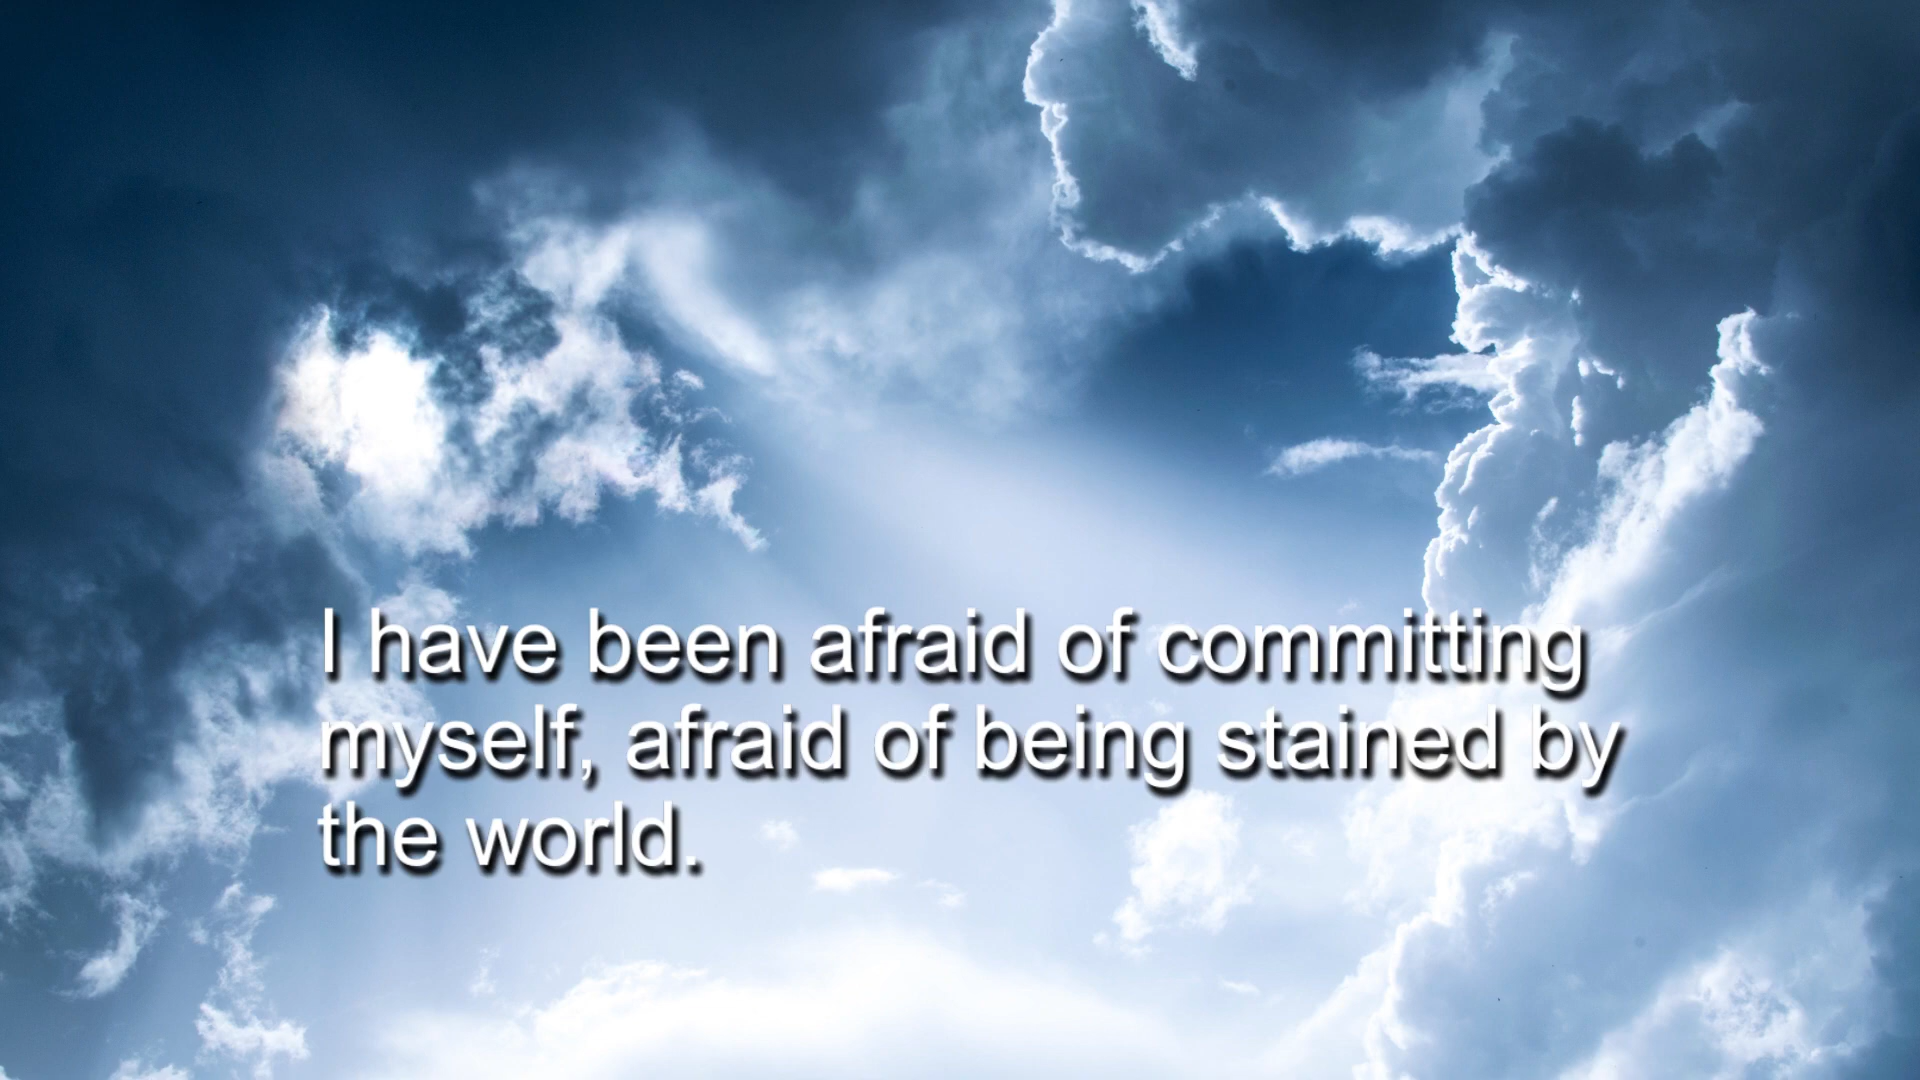 I have been afraid of committing
myself, afraid of being stained by
the world.